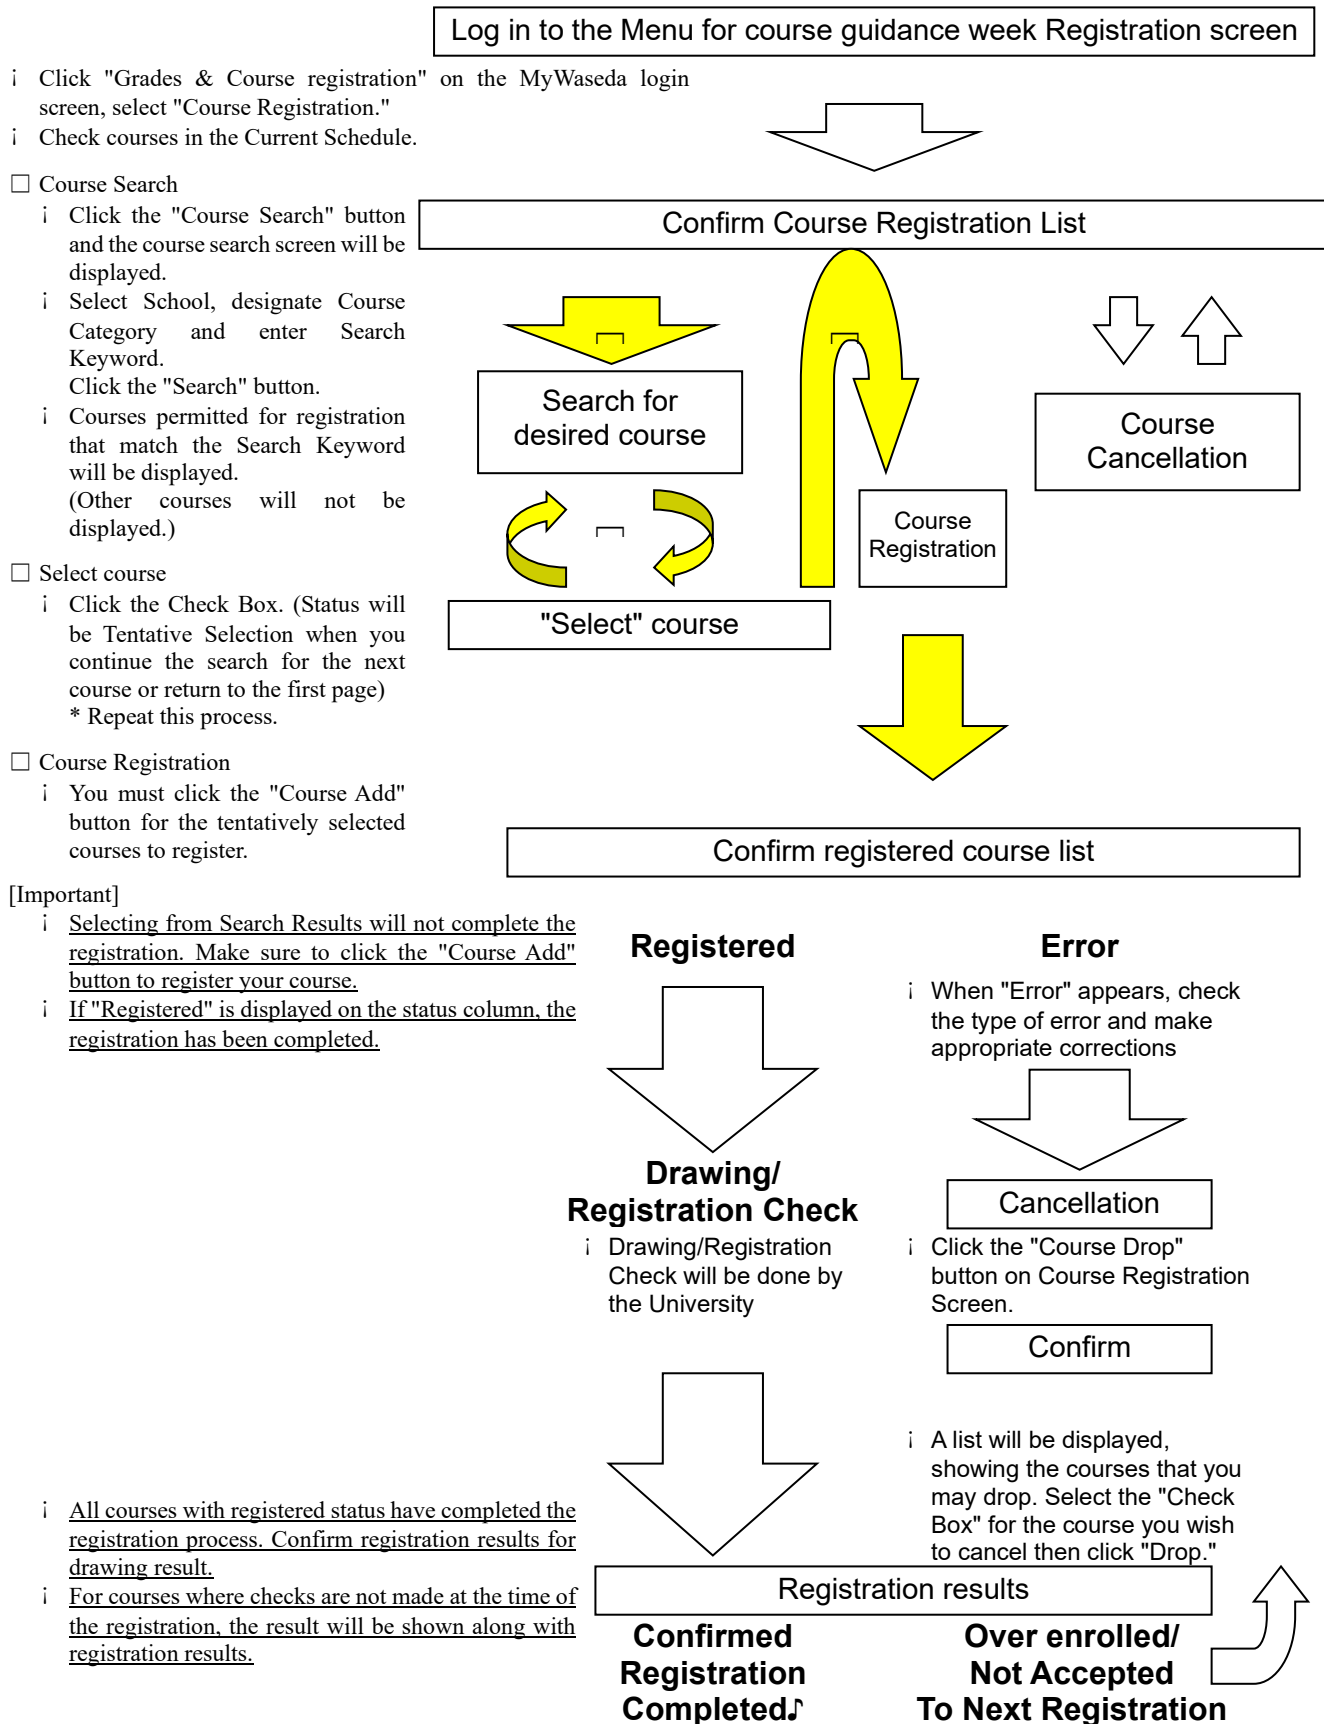 Log in to the Menu for course guidance week Registration screen
¡ Click "Grades & Course registration" on the MyWaseda login
screen, select "Course Registration."
¡ Check courses in the Current Schedule.
□ Course Search
¡ Click the "Course Search" button
and the course search screen will be
displayed.
¡ Select School, designate Course
Category and enter Search
Keyword.
Click the "Search" button.
¡ Courses permitted for registration
that match the Search Keyword
will be displayed.
(Other courses will not be
displayed.)
□ Select course
¡ Click the Check Box. (Status will
be Tentative Selection when you
continue the search for the next
course or return to the first page)
* Repeat this process.
□ Course Registration
¡ You must click the "Course Add"
button for the tentatively selected
courses to register.
Confirm Course Registration List
Search for
desired course
"Select" course
Course
Registration
Course
Cancellation
Confirm registered course list
[Important]
¡ Selecting from Search Results will not complete the
registration. Make sure to click the "Course Add"
button to register your course.
¡ If "Registered" is displayed on the status column, the
registration has been completed.
Registered
Drawing/
Registration Check
¡ Drawing/Registration
Check will be done by
the University
Error
¡ When "Error" appears, check
the type of error and make
appropriate corrections
Cancellation
¡ Click the "Course Drop"
button on Course Registration
Screen.
Confirm
¡ A list will be displayed,
showing the courses that you
may drop. Select the "Check
Box" for the course you wish
to cancel then click "Drop."
¡ All courses with registered status have completed the
registration process. Confirm registration results for
drawing result.
¡ For courses where checks are not made at the time of
the registration, the result will be shown along with
registration results.
Registration results
Confirmed
Registration
Completed♪
Over enrolled/
Not Accepted
To Next Registration